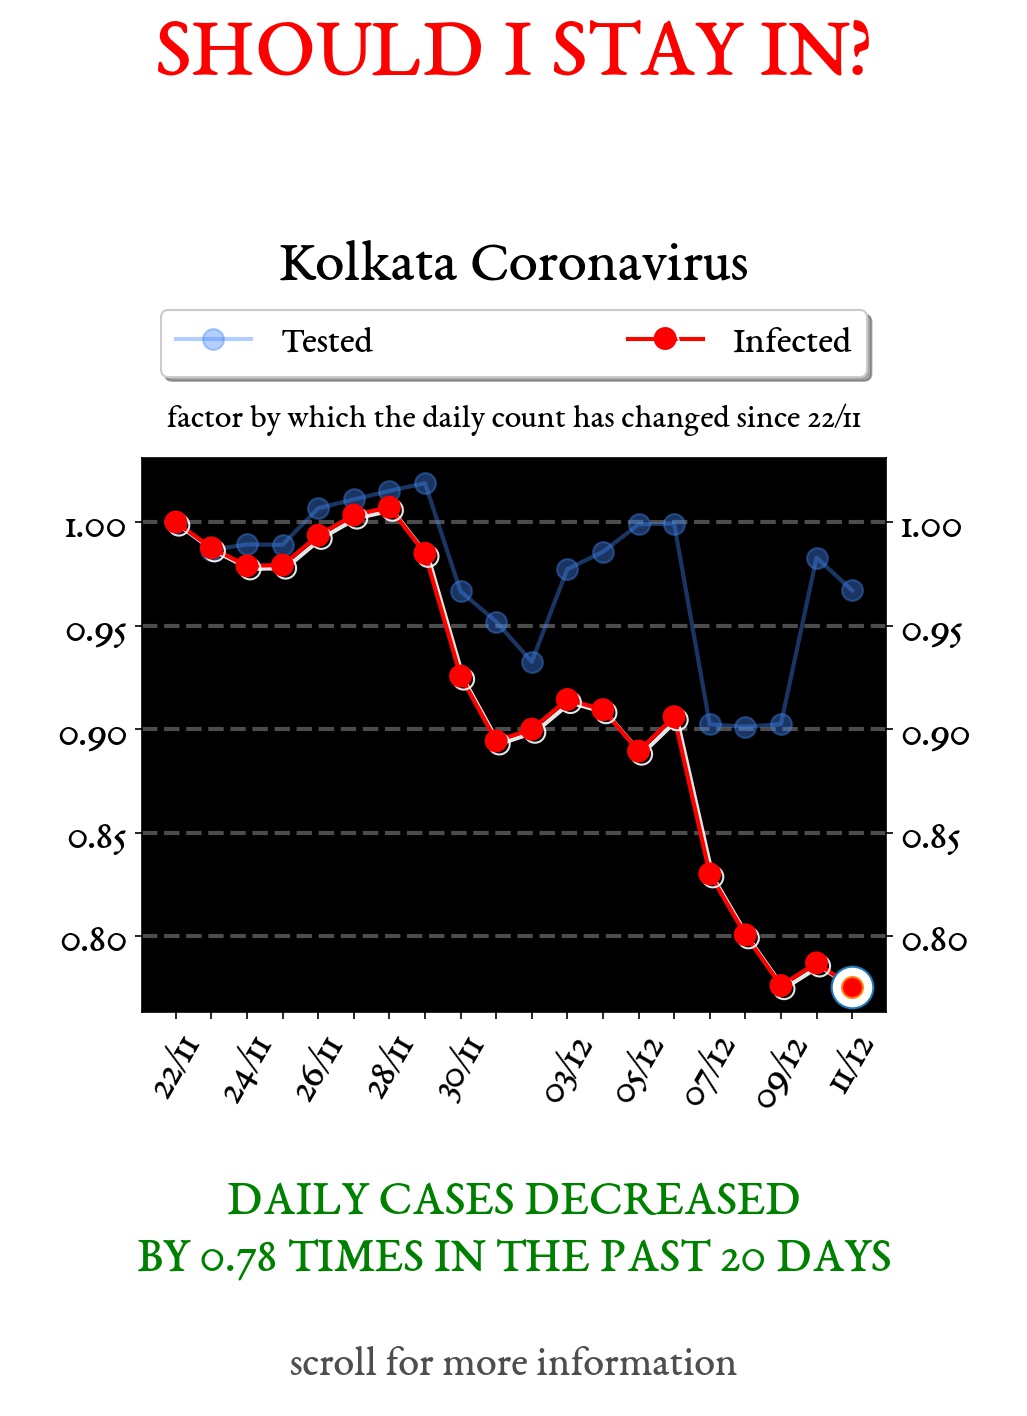 SHOULD I STAY IN?
Kolkata Coronavirus
Tested Infected
factor by which the daily count has changed since 22/11
1.00 1.00
0.95 0.95
0.90 0.90
0.85 0.85
0.80 0.80
22/11 24/11 26/11 28/11 30/11 03/12 05/12 07/12 09/12 11/12
DAILY CASES DECREASED
BY 0.78 TIMES IN THE PAST 20 DAYS
scroll for more information